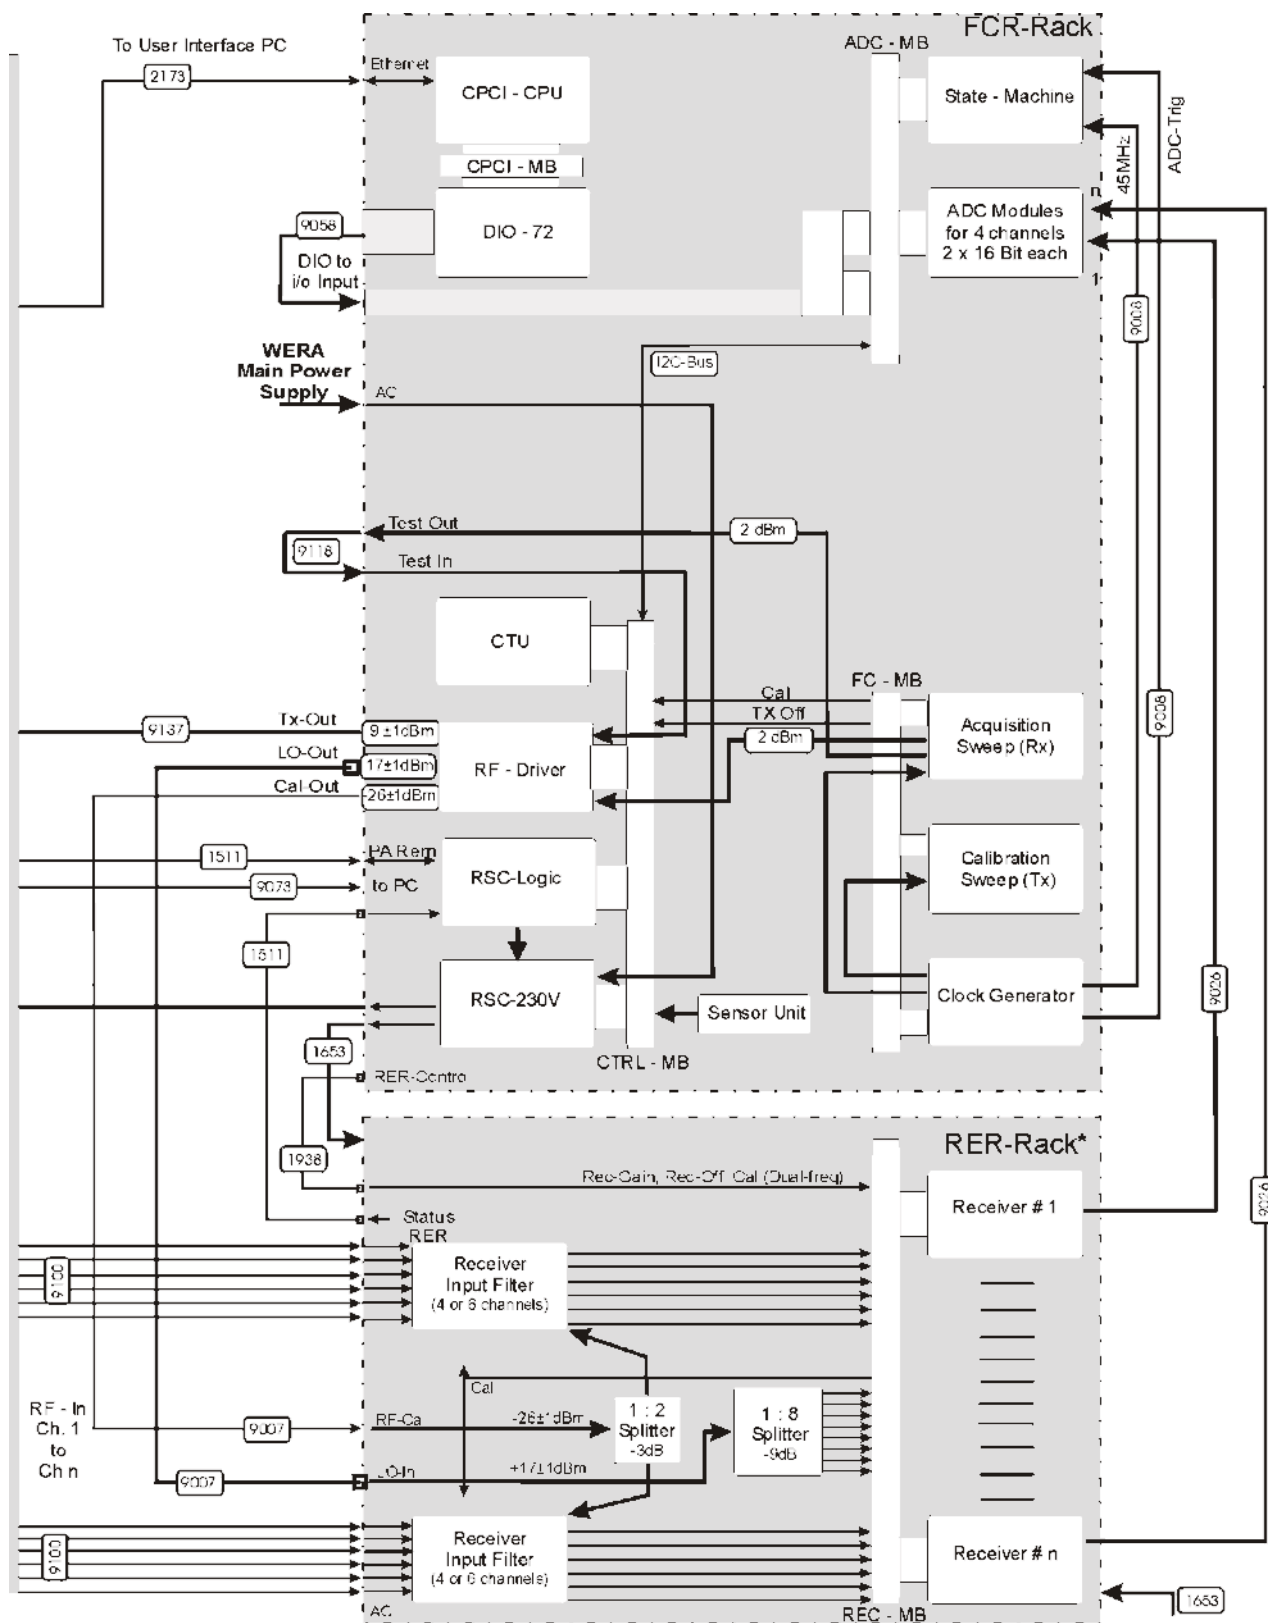 FCR-Rack
To User Interface PC
ADC - MB
2173
Ethernet
CPCI - CPU
State - Machine
ADC-Trig
45MHz
CPCI - MB
9058
DIO to
i/o Input
DIO - 72
ADC Modules
for 4 channels
2 x 16 Bit each
n
1
9008
WERA
Main Power
Supply
AC
I2C-Bus
Test Out
2 dBm
9118
Test In
CTU
FC - MB
Cal
TX Off
2 dBm
Acquisition
Sweep (Rx)
9008
Tx-Out
9137
9 ±1dBm
LO-Out
17±1dBm
RF - Driver
Cal-Out
-26±1dBm
1511
PA Rem
9073
to PC
RSC-Logic
Calibration
Sweep (Tx)
1511
RSC-230V
Sensor Unit
Clock Generator
9026
1653
CTRL - MB
RER-Contro
RER-Rack*
1938
Rec-Gain, Rec-Off, Cal (Dual-freq)
Receiver # 1
9026
Status
RER
9100
Receiver
Input Filter
(4 or 6 channels)
Cal
RF - In
Ch. 1
to
Ch n
9007
RF-Ca
-26±1dBm
1 : 2
Splitter
-3dB
1 : 8
Splitter
-9dB
9007
LO-In
+17±1dBm
9100
Receiver
Input Filter
(4 or 6 channels)
Receiver # n
AC
REC - MB
1653